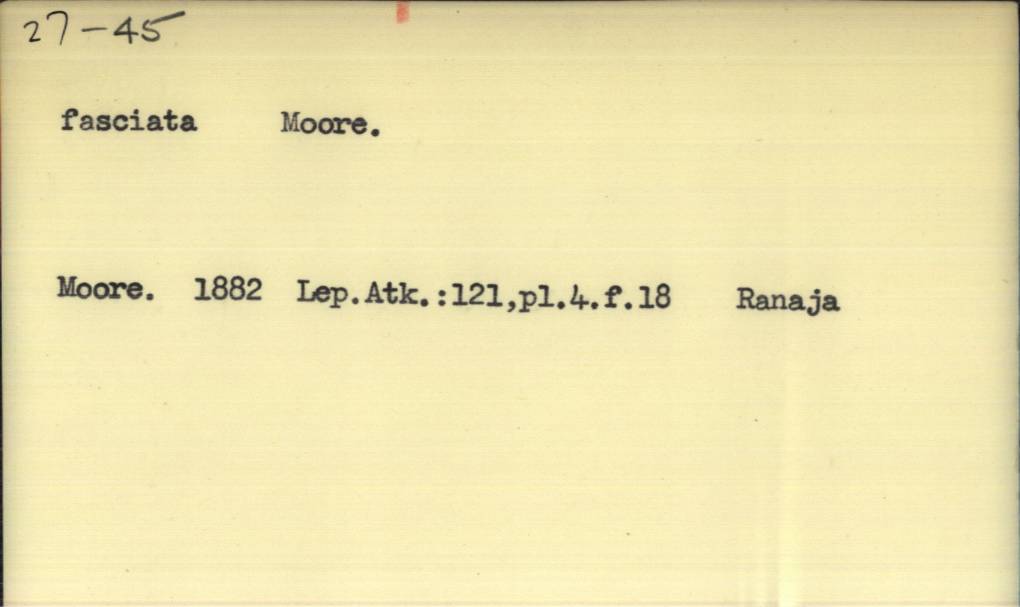 27-45
fasciata Moore.
Moore. 1882 Lep.Atk.:121,pl.4.f.18 Ranaja